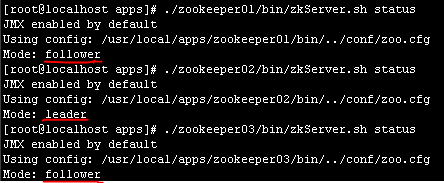 [root@localhost apps]# ./zookeeper01/bin/zkServer.sh status
JMX enabled by default
Using config: /usr/local/apps/zookeeper01/bin/../conf/zoo.cfg
Mode: follower
[root@localhost apps]# ./zookeeper02/bin/zkServer.sh status
JMX enabled by default
Using config: /usr/local/apps/zookeeper02/bin/../conf/zoo.cfg
Mode: leader
[root@localhost apps]# ./zookeeper03/bin/zkServer.sh status
JMX enabled by default
Using config: /usr/local/apps/zookeeper03/bin/../conf/zoo.cfg
Mode: follower